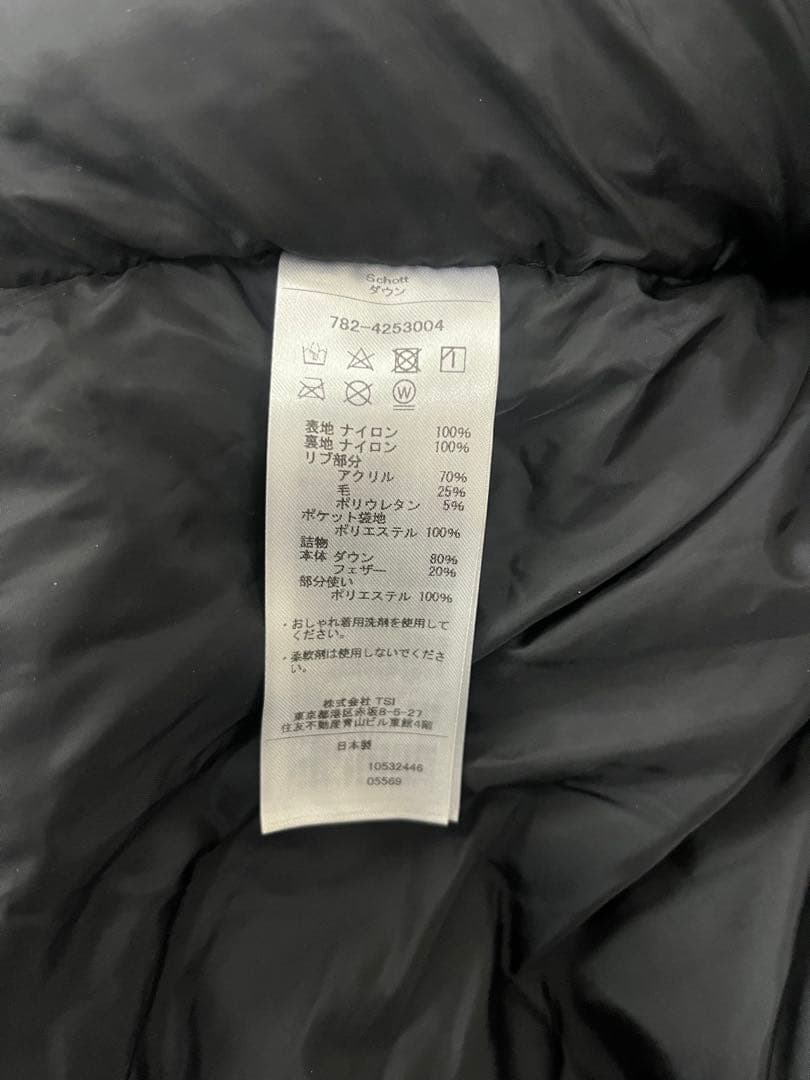 Schott
ダウン
782-4253004
W
表地 ナイロン 100%
裏地 ナイロン 100%
リブ部分
アクリル 70%
毛 25%
ポリウレタン 5%
ポケット袋地
ポリエステル 100%
詰物
本体 ダウン 80%
フェザー 20%
部分使い
ポリエステル 100%
・おしゃれ着用洗剤を使用して
ください。
・柔軟剤は使用しないでくださ
い。
株式会社 TSI
東京都港区赤坂8-5-27
住友不動産青山ビル東館4階
日本製
10532446
05569